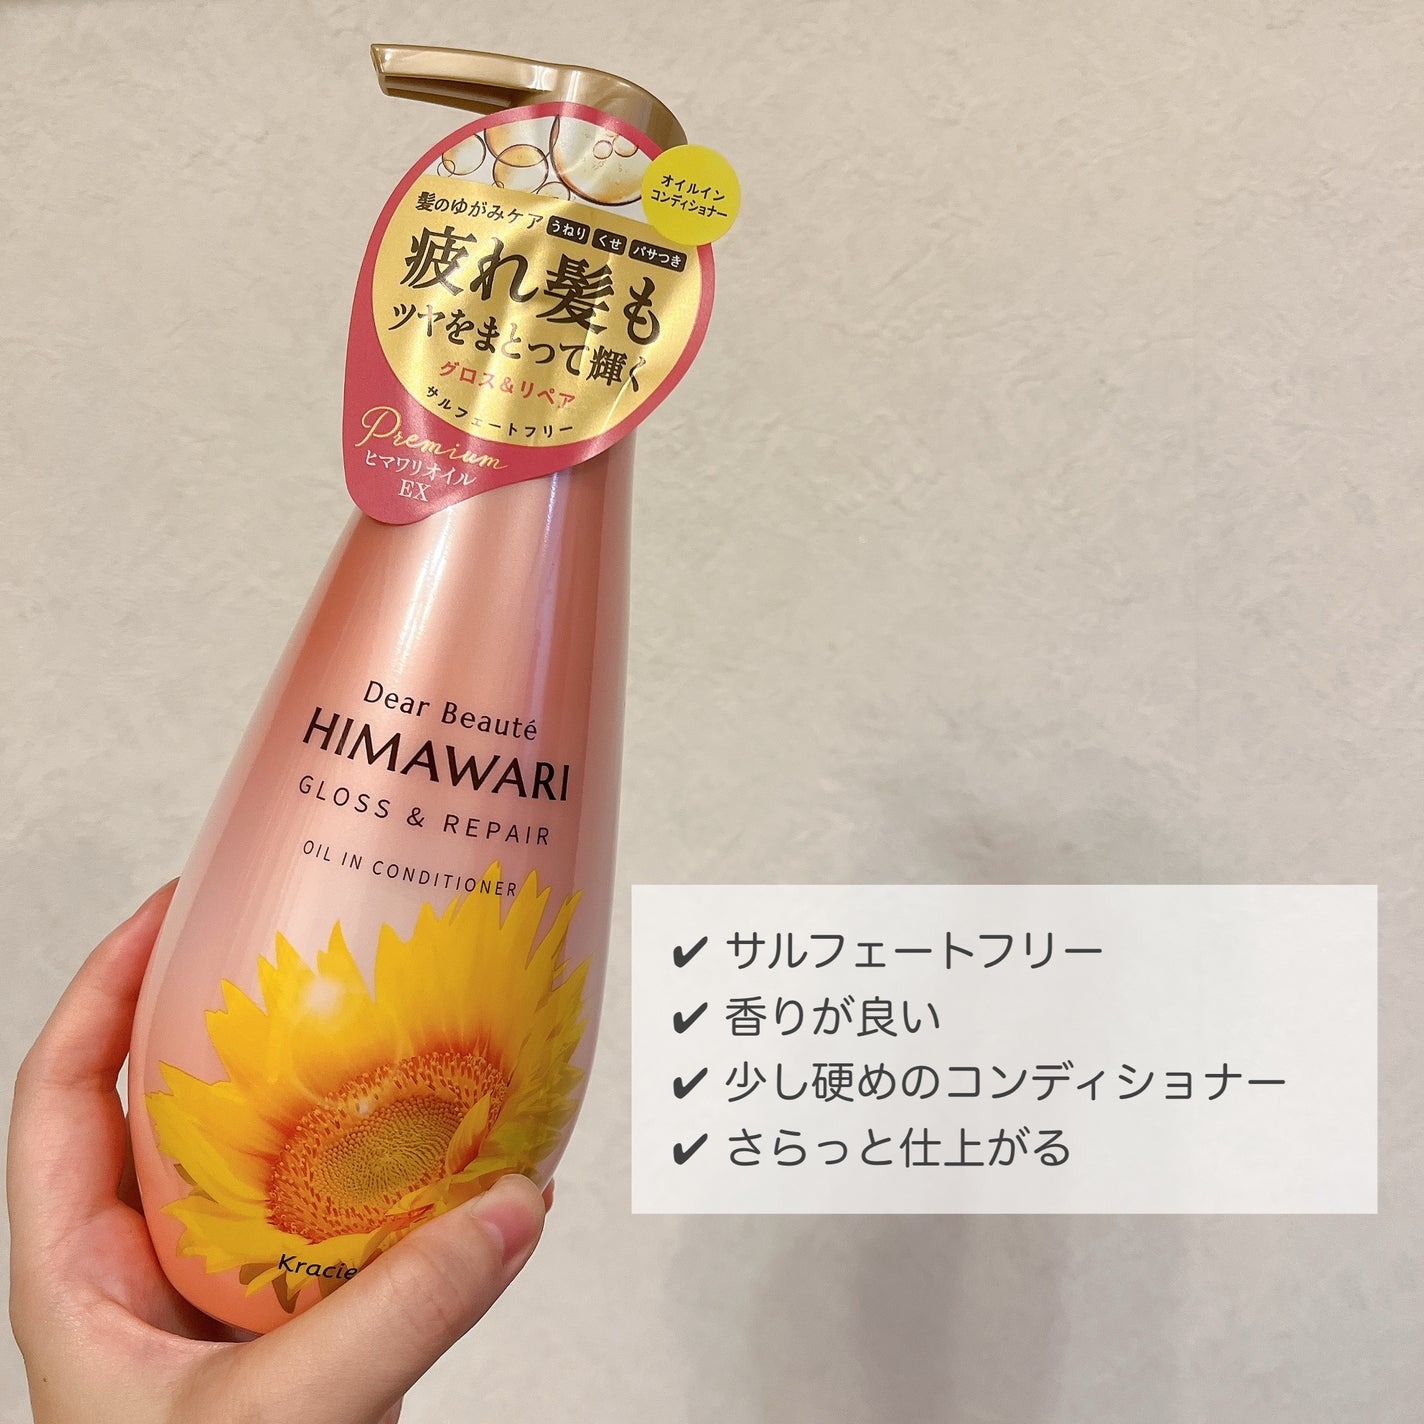 オイルイン
コンディショナー
髪のゆがみケア うねり くせ パサつき
疲れ髪も
ツヤをまとって輝く
グロス&リペア
サルフェートフリー
Premium
ヒマワリオイル
EX
Dear Beauté
HIMAWARI
GLOSS & REPAIR
OIL IN CONDITIONER
Kracie
✔ サルフェートフリー
✔ 香りが良い
✔ 少し硬めのコンディショナー
✔ さらっと仕上がる